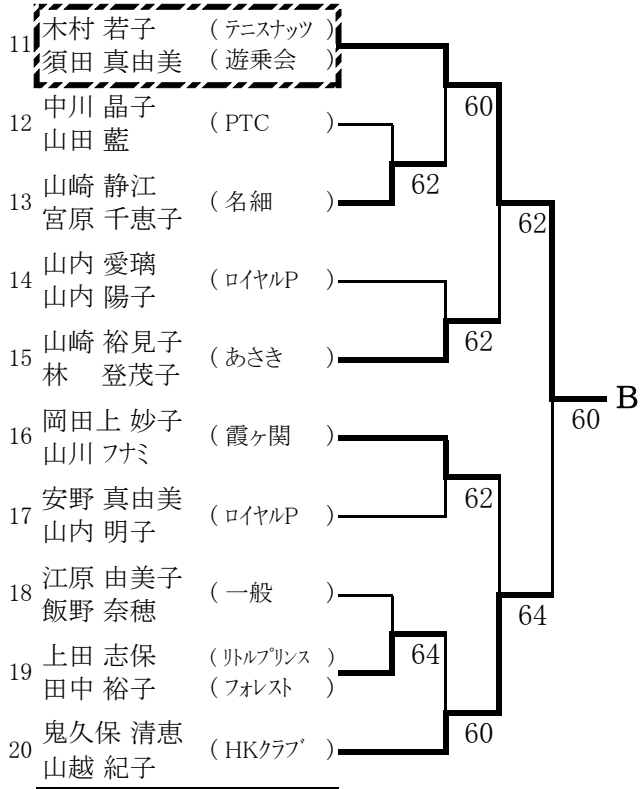 11 木村 若子 ( テニスナッツ )
須田 真由美 ( 遊乗会 )
60
12 中川 晶子 ( PTC )
山田 藍
62
13 山崎 静江 ( 名細 )
宮原 千恵子
62
14 山内 愛璃 ( ロイヤルP )
山内 陽子
62
15 山崎 裕見子 ( あさき )
林 登茂子
60 B
16 岡田上 妙子 ( 霞ヶ関 )
山川 フナミ
62
17 安野 真由美 ( ロイヤルP )
山内 明子
18 江原 由美子 ( 一般 )
飯野 奈穂
64
64
19 上田 志保 ( リトルプリンス )
田中 裕子 ( フォレスト )
60
20 鬼久保 清恵 ( HKクラブ )
山越 紀子